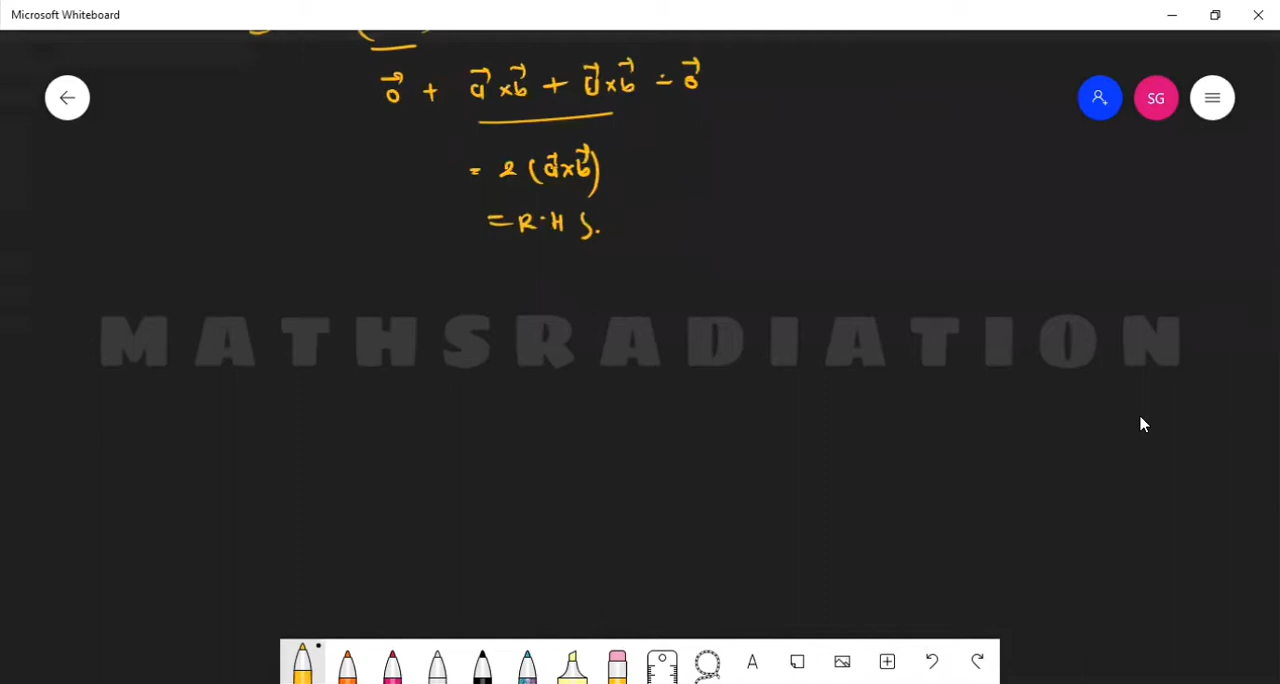 Microsoft Whiteboard
SG
0⃗ + a⃗ × b⃗ + a⃗ × b⃗ - 0⃗
= 2 (a⃗ × b⃗)
= R.H S.
MATHSRADIATION
A